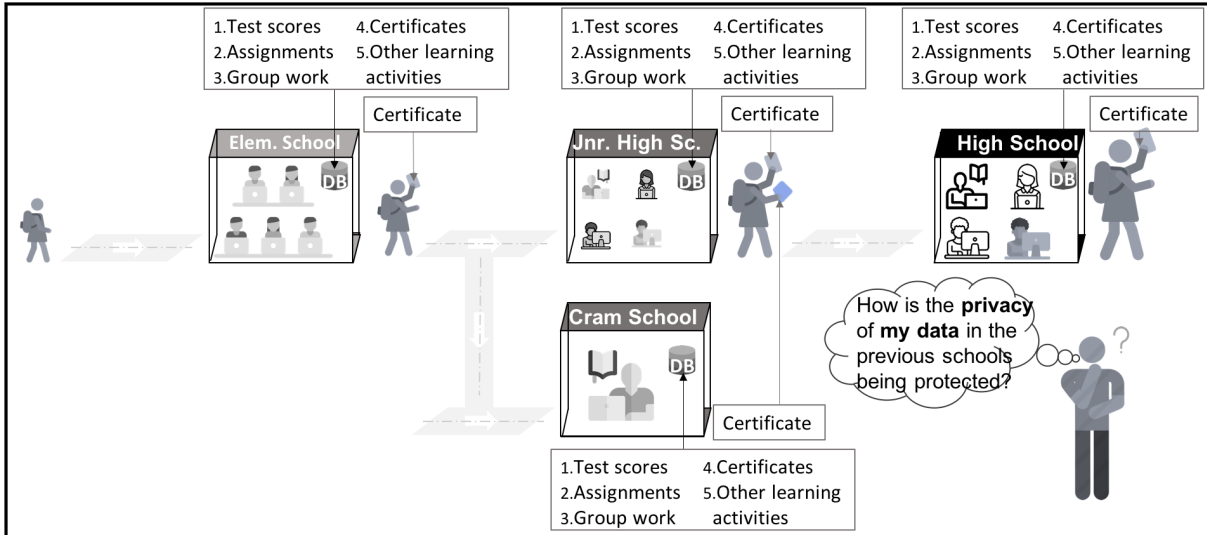 1.Test scores 4.Certificates
2.Assignments 5.Other learning
3.Group work activities
Certificate
Elem. School
DB
1.Test scores 4.Certificates
2.Assignments 5.Other learning
3.Group work activities
Certificate
Jnr. High Sc.
DB
1.Test scores 4.Certificates
2.Assignments 5.Other learning
3.Group work activities
Certificate
High School
DB
Cram School
DB
Certificate
1.Test scores 4.Certificates
2.Assignments 5.Other learning
3.Group work activities
How is the privacy
of my data in the
previous schools
being protected?
?